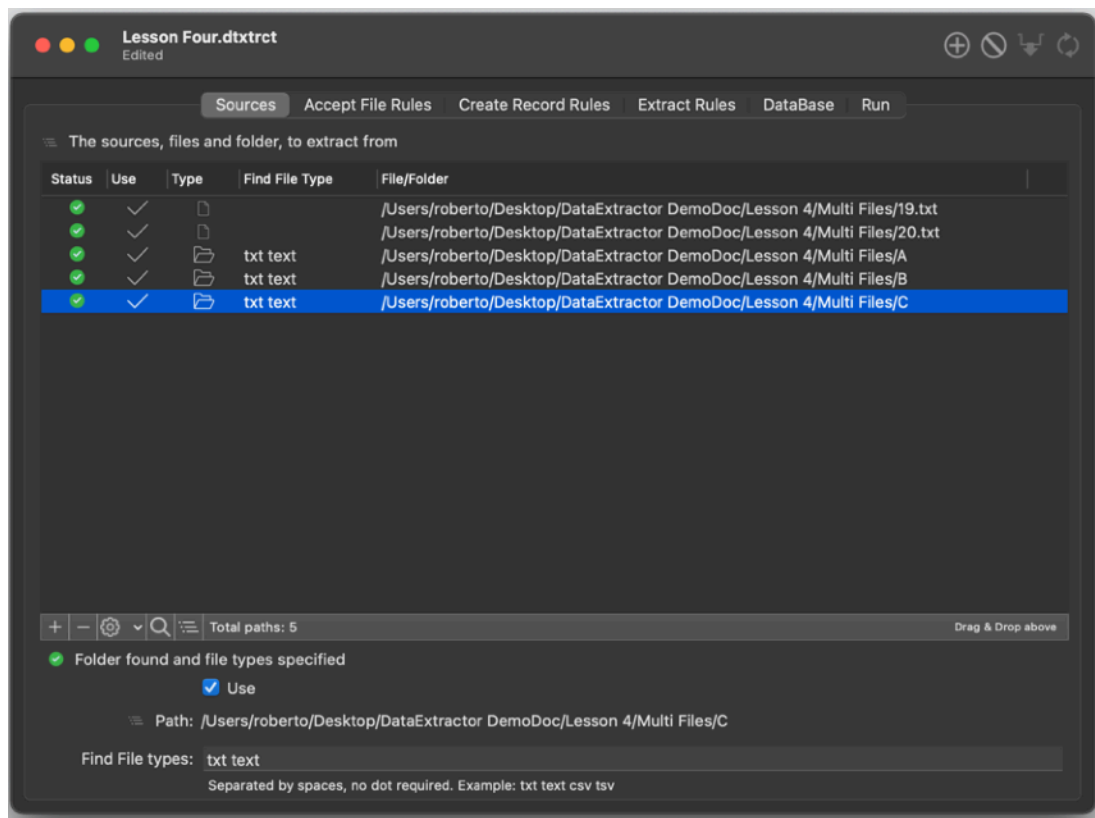 Lesson Four.dtxtrct
Edited
Sources Accept File Rules Create Record Rules Extract Rules DataBase Run
The sources, files and folder, to extract from
Status Use Type Find File Type File/Folder
/Users/roberto/Desktop/DataExtractor DemoDoc/Lesson 4/Multi Files/19.txt
/Users/roberto/Desktop/DataExtractor DemoDoc/Lesson 4/Multi Files/20.txt
txt text /Users/roberto/Desktop/DataExtractor DemoDoc/Lesson 4/Multi Files/A
txt text /Users/roberto/Desktop/DataExtractor DemoDoc/Lesson 4/Multi Files/B
txt text /Users/roberto/Desktop/DataExtractor DemoDoc/Lesson 4/Multi Files/C
Total paths: 5 Drag & Drop above
Folder found and file types specified
Use
Path: /Users/roberto/Desktop/DataExtractor DemoDoc/Lesson 4/Multi Files/C
Find File types: txt text
Separated by spaces, no dot required. Example: txt text csv tsv